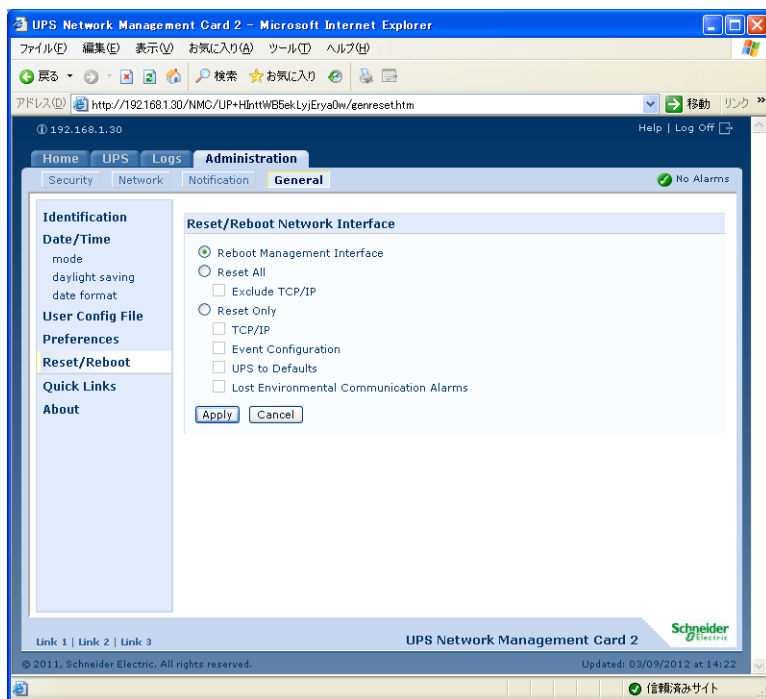 UPS Network Management Card 2 - Microsoft Internet Explorer
ファイル(F) 編集(E) 表示(V) お気に入り(A) ツール(T) ヘルプ(H)
戻る 検索 お気に入り
アドレス(D) http://192.168.1.30/NMC/UP+HInttWB5ekLyjErya0w/genreset.htm 移動 リンク »
192.168.1.30 Help | Log Off
Home UPS Logs Administration
Security Network Notification General No Alarms
Identification
Date/Time
mode
daylight saving
date format
User Config File
Preferences
Reset/Reboot
Quick Links
About
Reset/Reboot Network Interface
Reboot Management Interface
Reset All
Exclude TCP/IP
Reset Only
TCP/IP
Event Configuration
UPS to Defaults
Lost Environmental Communication Alarms
Apply Cancel
Link 1 | Link 2 | Link 3 UPS Network Management Card 2 Schneider Electric
© 2011, Schneider Electric. All rights reserved. Updated: 03/09/2012 at 14:22
信頼済みサイト